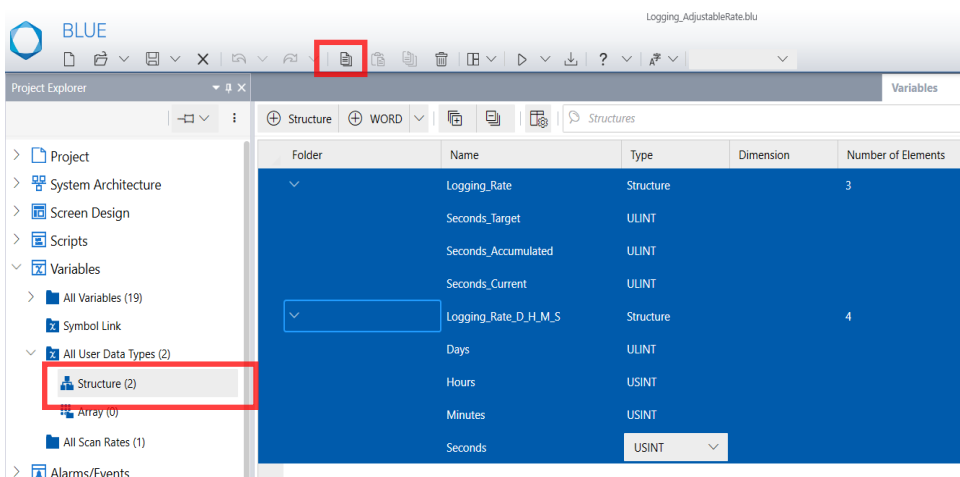 Logging_AdjustableRate.blu
BLUE
?
Project Explorer
Variables
Structure WORD Structures
Folder Name Type Dimension Number of Elements
Project
System Architecture
Screen Design
Scripts
Variables
All Variables (19)
Symbol Link
All User Data Types (2)
Structure (2)
Array (0)
All Scan Rates (1)
Alarms/Events
Logging_Rate Structure 3
Seconds_Target ULINT
Seconds_Accumulated ULINT
Seconds_Current ULINT
Logging_Rate_D_H_M_S Structure 4
Days ULINT
Hours USINT
Minutes USINT
Seconds USINT